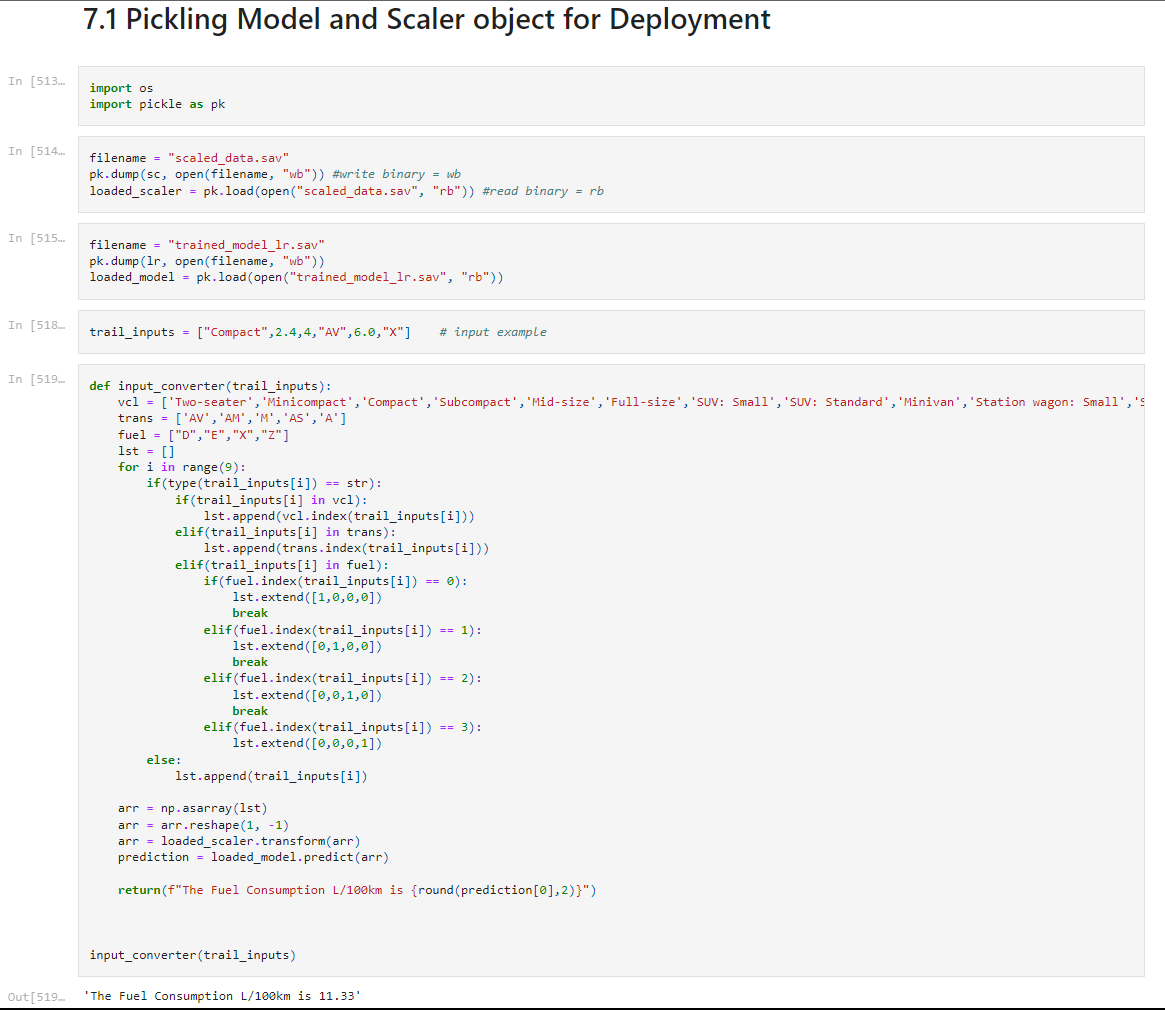 7.1 Pickling Model and Scaler object for Deployment
In [513…
import os
import pickle as pk
In [514…
filename = "scaled_data.sav"
pk.dump(sc, open(filename, "wb")) #write binary = wb
loaded_scaler = pk.load(open("scaled_data.sav", "rb")) #read binary = rb
In [515…
filename = "trained_model_lr.sav"
pk.dump(lr, open(filename, "wb"))
loaded_model = pk.load(open("trained_model_lr.sav", "rb"))
In [518…
trail_inputs = ["Compact",2.4,4,"AV",6.0,"X"]    # input example
In [519…
def input_converter(trail_inputs):
    vcl = ['Two-seater','Minicompact','Compact','Subcompact','Mid-size','Full-size','SUV: Small','SUV: Standard','Minivan','Station wagon: Small','S
    trans = ['AV','AM','M','AS','A']
    fuel = ["D","E","X","Z"]
    lst = []
    for i in range(9):
        if(type(trail_inputs[i]) == str):
            if(trail_inputs[i] in vcl):
                lst.append(vcl.index(trail_inputs[i]))
            elif(trail_inputs[i] in trans):
                lst.append(trans.index(trail_inputs[i]))
            elif(trail_inputs[i] in fuel):
                if(fuel.index(trail_inputs[i]) == 0):
                    lst.extend([1,0,0,0])
                    break
                elif(fuel.index(trail_inputs[i]) == 1):
                    lst.extend([0,1,0,0])
                    break
                elif(fuel.index(trail_inputs[i]) == 2):
                    lst.extend([0,0,1,0])
                    break
                elif(fuel.index(trail_inputs[i]) == 3):
                    lst.extend([0,0,0,1])
        else:
            lst.append(trail_inputs[i])
    arr = np.asarray(lst)
    arr = arr.reshape(1, -1)
    arr = loaded_scaler.transform(arr)
    prediction = loaded_model.predict(arr)
    return(f"The Fuel Consumption L/100km is {round(prediction[0],2)}")
input_converter(trail_inputs)
Out[519…
'The Fuel Consumption L/100km is 11.33'